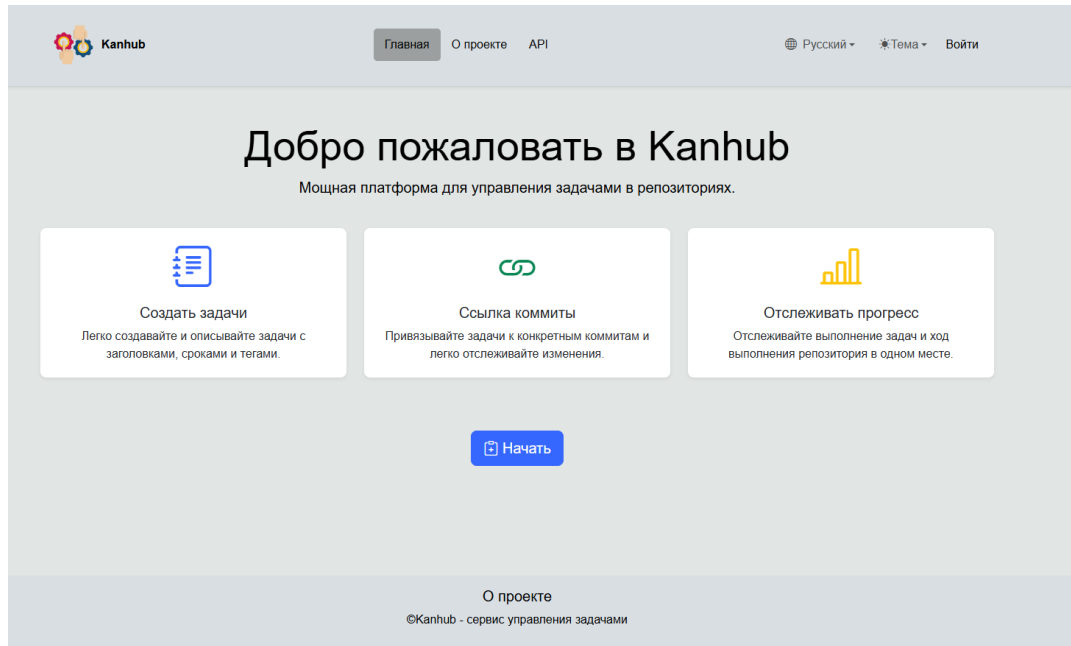 Kanhub
Главная
О проекте
API
Русский
Тема
Войти
Добро пожаловать в Kanhub
Мощная платформа для управления задачами в репозиториях.
Создать задачи
Легко создавайте и описывайте задачи с
заголовками, сроками и тегами.
Ссылка коммиты
Привязывайте задачи к конкретным коммитам и
легко отслеживайте изменения.
Отслеживать прогресс
Отслеживайте выполнение задач и ход
выполнения репозитория в одном месте.
Начать
О проекте
©Kanhub - сервис управления задачами